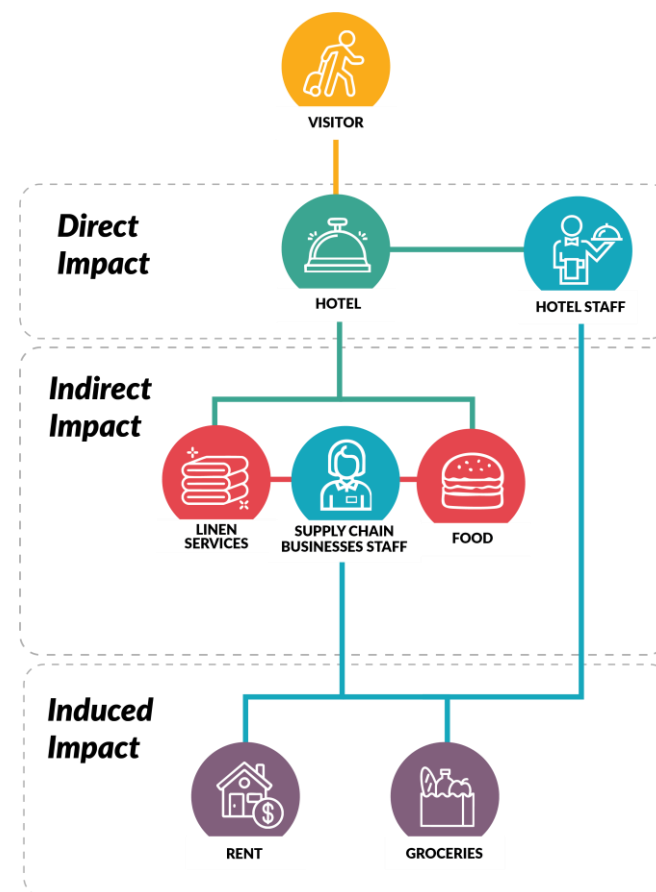 VISITOR
Direct
Impact
HOTEL
HOTEL STAFF
Indirect
Impact
LINEN
SERVICES
SUPPLY CHAIN
BUSINESSES STAFF
FOOD
Induced
Impact
$
RENT
GROCERIES